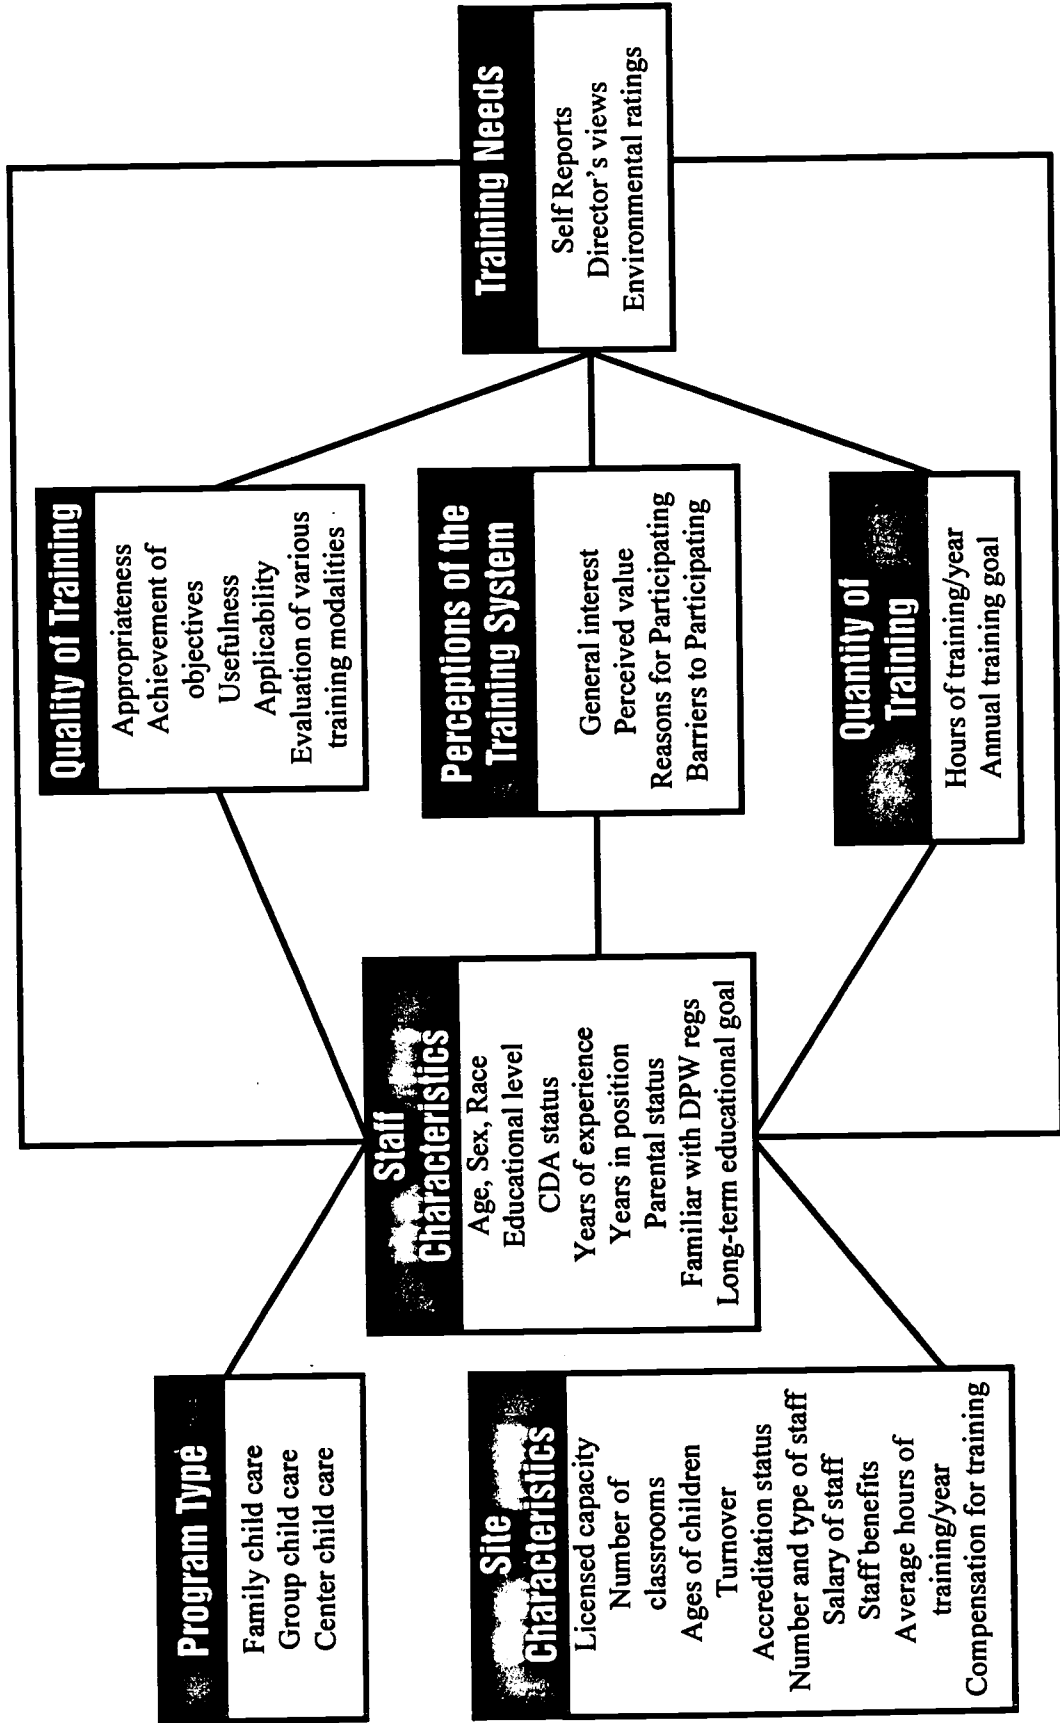 Program Type
Family child care
Group child care
Center child care
Site
Characteristics
Licensed capacity
Number of
classrooms
Ages of children
Turnover
Accreditation status
Number and type of staff
Salary of staff
Staff benefits
Average hours of
training/year
Compensation for training
Staff
Characteristics
Age, Sex, Race
Educational level
CDA status
Years of experience
Years in position
Parental status
Familiar with DPW regs
Long-term educational goal
Quality of Training
Appropriateness
Achievement of
objectives
Usefulness
Applicability
Evaluation of various
training modalities
Perceptions of the
Training System
General interest
Perceived value
Reasons for Participating
Barriers to Participating
Quantity of
Training
Hours of training/year
Annual training goal
Training Needs
Self Reports
Director's views
Environmental ratings